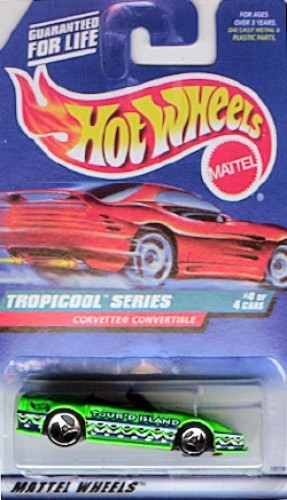 GUARANTEED
FOR LIFE
FOR AGES
OVER 3 YEARS.
DIE CAST METAL &
PLASTIC PARTS.
Hot Wheels
MATTEL
TROPICOOL™ SERIES
#4 OF
4 CARS
CORVETTE® CONVERTIBLE
TOUR'D ISLAND
MATTEL WHEELS